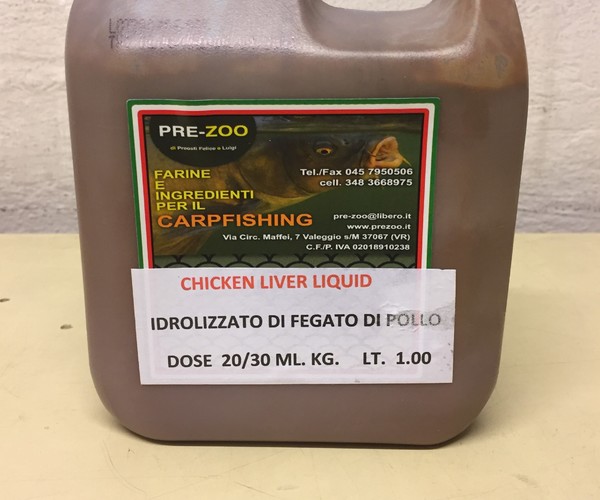 PRE-ZOO
di Pressti Felice e Luigi
FARINE
E
INGREDIENTI
PER IL
CARPFISHING
Tel./Fax 045 7950506
cell. 348 3668975
pre-zoo@libero.it
www.prezoo.it
Via Circ. Maffei, 7 Valeggio s/M 37067 (VR)
C.F./P. IVA 02018910238
CHICKEN LIVER LIQUID
IDROLIZZATO DI FEGATO DI POLLO
DOSE 20/30 ML. KG. LT. 1.00